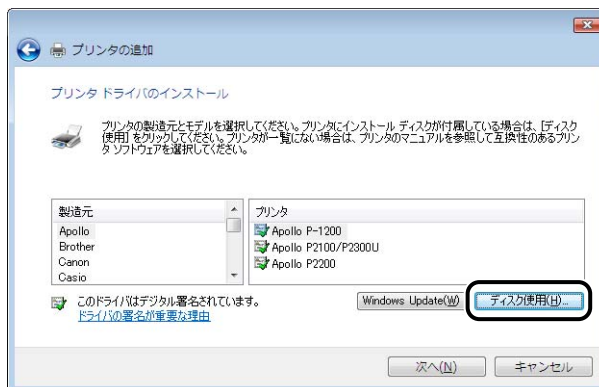 プリンタの追加
プリンタ ドライバのインストール
プリンタの製造元とモデルを選択してください。プリンタにインストール ディスクが付属している場合は、[ディスク
使用] をクリックしてください。プリンタが一覧にない場合は、プリンタのマニュアルを参照して互換性のあるプリン
タ ソフトウェアを選択してください。
製造元
Apollo
Brother
Canon
Casio
プリンタ
Apollo P-1200
Apollo P2100/P2300U
Apollo P2200
このドライバはデジタル署名されています。
ドライバの署名が重要な理由
Windows Update(W)
ディスク使用(H)...
次へ(N)
キャンセル